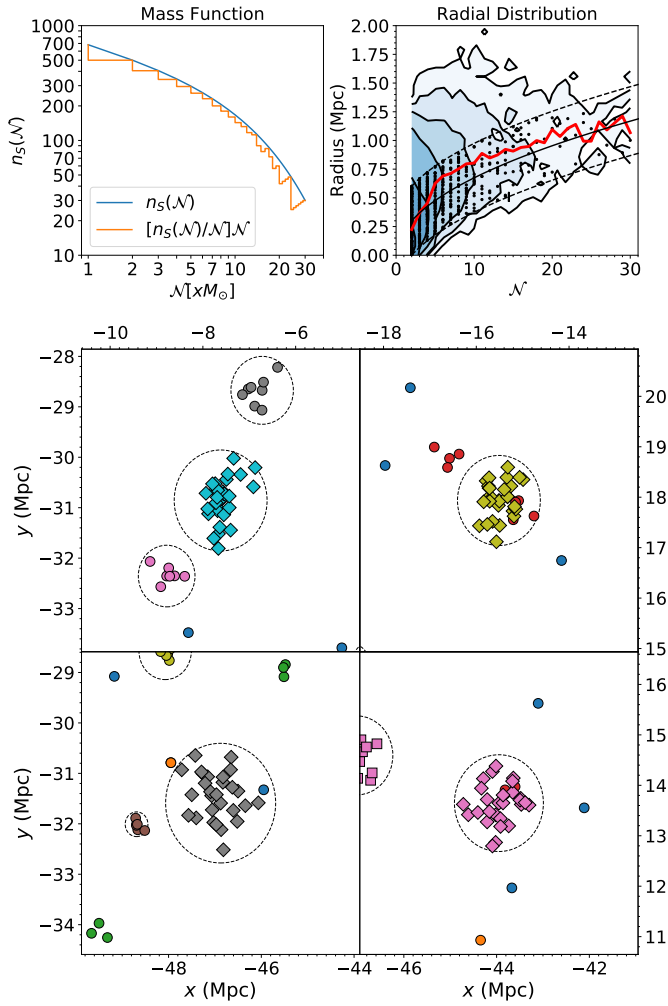 Mass Function
Radial Distribution
1000
700
500
300
100
70
50
30
10
n_S(𝒩)
n_S(𝒩)
[n_S(𝒩)/𝒩]𝒩
1 2 3 4 5 7 10 20 30
𝒩[xM_⊙]
2.00
1.75
1.50
1.25
1.00
0.75
0.50
0.25
0.00
Radius (Mpc)
0 10 20 30
𝒩
−10 −8 −6 −18 −16 −14
−28
−29
−30
−31
−32
−33
y (Mpc)
20
19
18
17
16
15
−29
−30
−31
−32
−33
−34
y (Mpc)
16
15
14
13
12
11
−48 −46 −44 −46 −44 −42
x (Mpc) x (Mpc)